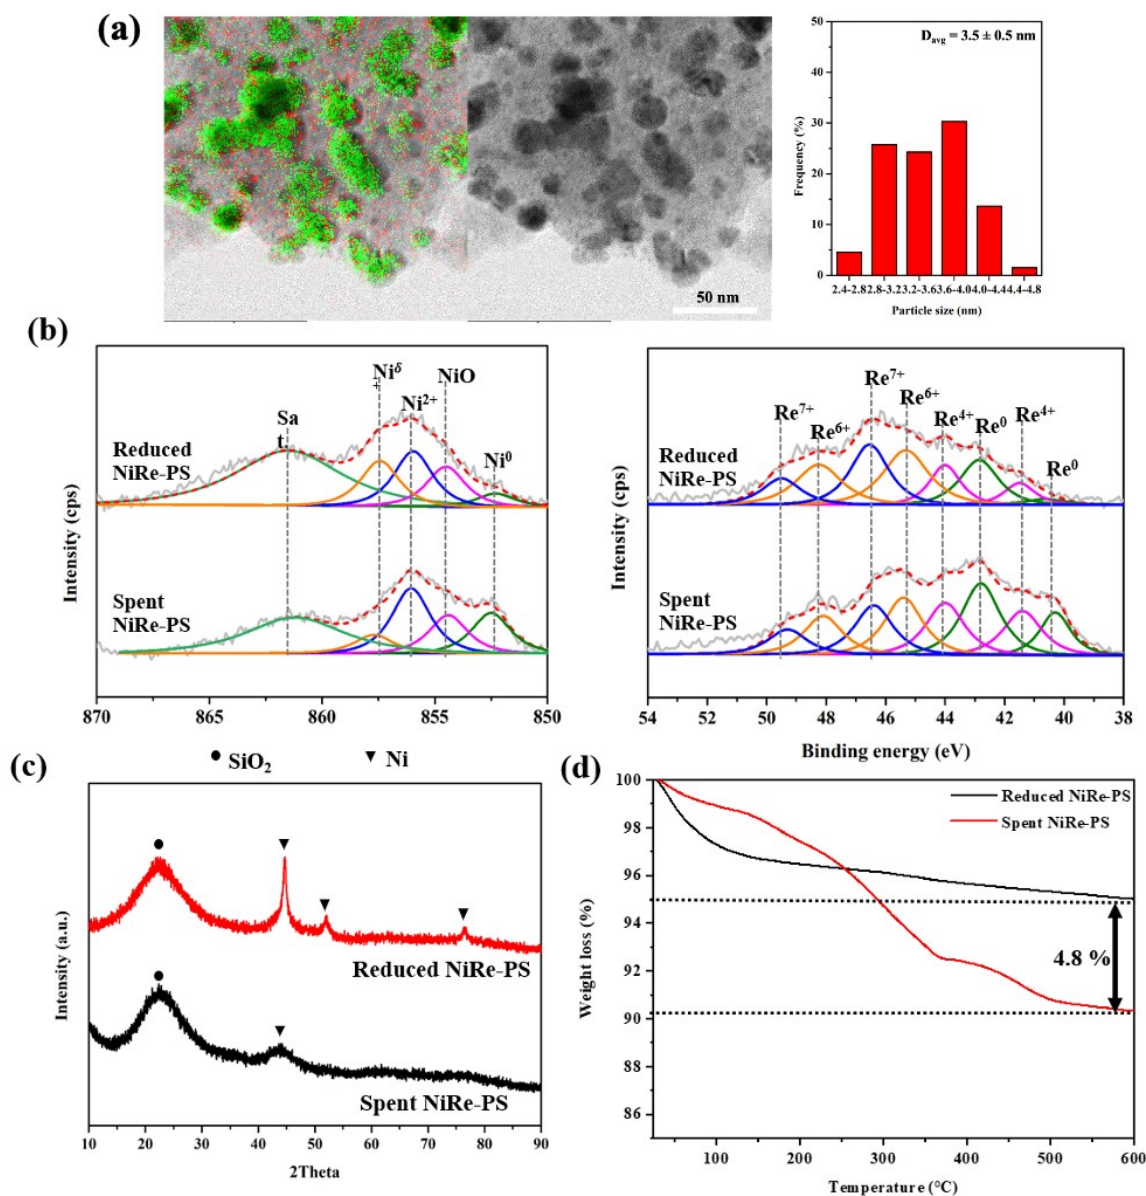 (a)
50 nm
D_avg = 3.5 ± 0.5 nm
50
40
30
20
10
0
Frequency (%)
2.4-2.8 2.8-3.2 3.2-3.6 3.6-4.0 4.0-4.4 4.4-4.8
Particle size (nm)
(b)
Sa
t.
Ni^δ
+
Ni²⁺
NiO
Ni⁰
Reduced
NiRe-PS
Spent
NiRe-PS
Intensity (cps)
870 865 860 855 850
Re⁷⁺
Re⁶⁺
Re⁷⁺
Re⁶⁺
Re⁴⁺
Re⁰
Re⁴⁺
Re⁰
Reduced
NiRe-PS
Spent
NiRe-PS
Intensity (cps)
54 52 50 48 46 44 42 40 38
Binding energy (eV)
(c)
SiO₂ Ni
Reduced NiRe-PS
Spent NiRe-PS
Intensity (a.u.)
10 20 30 40 50 60 70 80 90
2Theta
(d)
Reduced NiRe-PS
Spent NiRe-PS
4.8 %
100
98
96
94
92
90
88
86
Weight loss (%)
100 200 300 400 500 600
Temperature (°C)